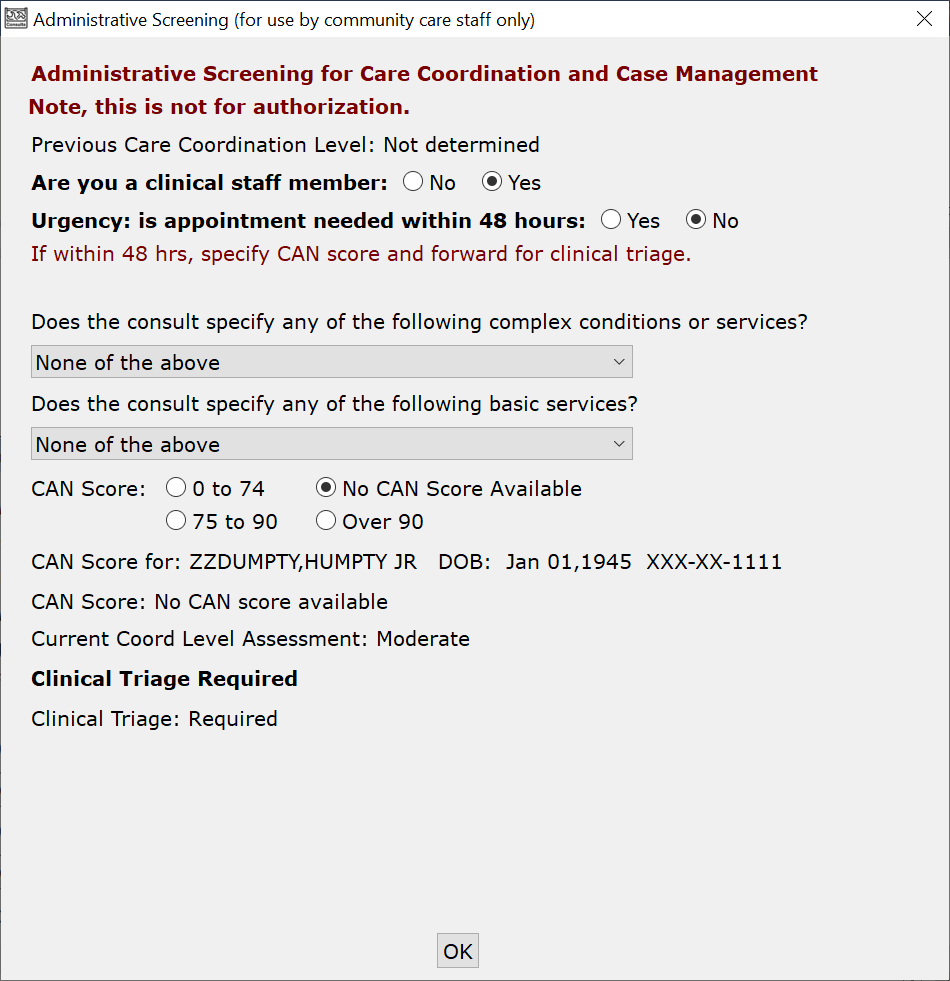 Administrative Screening (for use by community care staff only)
Administrative Screening for Care Coordination and Case Management
Note, this is not for authorization.
Previous Care Coordination Level: Not determined
Are you a clinical staff member: No Yes
Urgency: is appointment needed within 48 hours: Yes No
If within 48 hrs, specify CAN score and forward for clinical triage.
Does the consult specify any of the following complex conditions or services?
None of the above
Does the consult specify any of the following basic services?
None of the above
CAN Score: 0 to 74 No CAN Score Available
75 to 90 Over 90
CAN Score for: ZZDUMPTY,HUMPTY JR DOB: Jan 01,1945 XXX-XX-1111
CAN Score: No CAN score available
Current Coord Level Assessment: Moderate
Clinical Triage Required
Clinical Triage: Required
OK